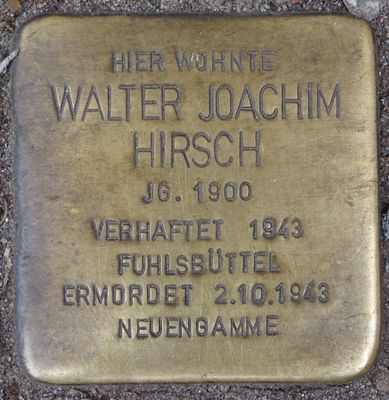 HIER WOHNTE
WALTER JOACHIM
HIRSCH
JG. 1900
VERHAFTET 1943
FUHLSBÜTTEL
ERMORDET 2.10.1943
NEUENGAMME